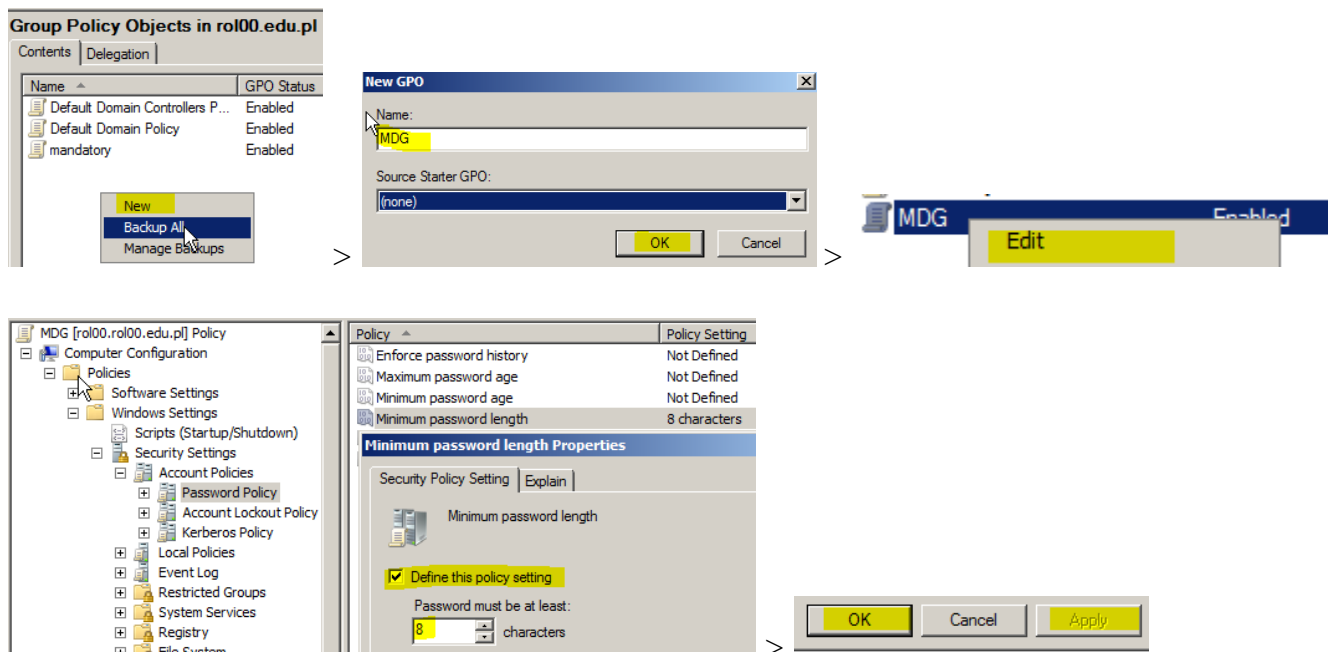 Group Policy Objects in rol00.edu.pl
Contents Delegation
Name GPO Status
Default Domain Controllers P... Enabled
Default Domain Policy Enabled
mandatory Enabled
New
Backup All
Manage Backups
>
New GPO
Name:
MDG
Source Starter GPO:
(none)
OK Cancel
>
MDG Enabled
Edit
MDG [rol00.rol00.edu.pl] Policy
Computer Configuration
Policies
Software Settings
Windows Settings
Scripts (Startup/Shutdown)
Security Settings
Account Policies
Password Policy
Account Lockout Policy
Kerberos Policy
Local Policies
Event Log
Restricted Groups
System Services
Registry
File System
Policy Policy Setting
Enforce password history Not Defined
Maximum password age Not Defined
Minimum password age Not Defined
Minimum password length 8 characters
Minimum password length Properties
Security Policy Setting Explain
Minimum password length
Define this policy setting
Password must be at least:
8 characters
>
OK Cancel Apply